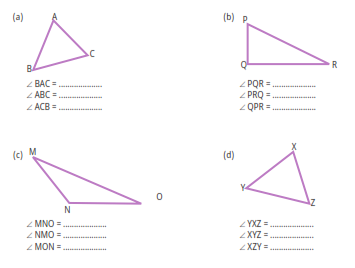 (a) A
B C
∠ BAC = ......................
∠ ABC = ......................
∠ ACB = ......................
(b) P
Q R
∠ PQR = ......................
∠ PRQ = ......................
∠ QPR = ......................
(c) M
N O
∠ MNO = ......................
∠ NMO = ......................
∠ MON = ......................
(d) X
Y Z
∠ YXZ = ......................
∠ XYZ = ......................
∠ XZY = ......................